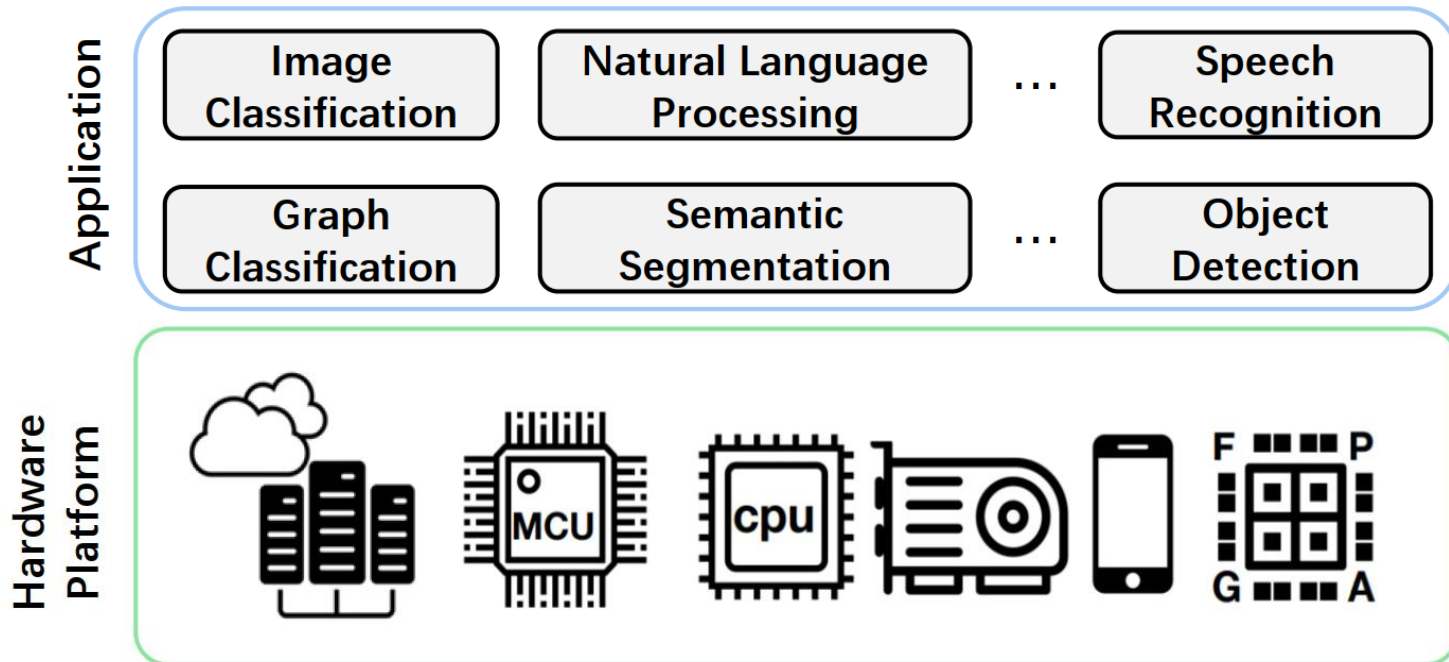 Application
Image
Classification
Natural Language
Processing
...
Speech
Recognition
Graph
Classification
Semantic
Segmentation
...
Object
Detection
Hardware
Platform
MCU
cpu
F P
G A